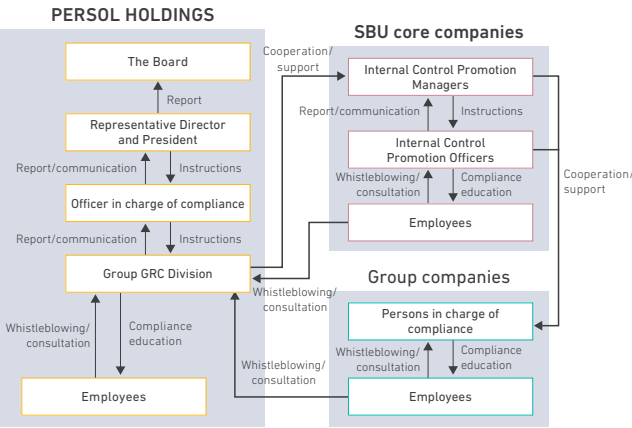 PERSOL HOLDINGS
The Board
Report
Representative Director
and President
Report/communication
Instructions
Officer in charge of compliance
Report/communication
Instructions
Group GRC Division
Whistleblowing/
consultation
Compliance
education
Employees
Cooperation/
support
SBU core companies
Internal Control Promotion
Managers
Report/communication
Instructions
Internal Control
Promotion Officers
Whistleblowing/
consultation
Compliance
education
Employees
Cooperation/
support
Whistleblowing/
consultation
Group companies
Persons in charge of
compliance
Whistleblowing/
consultation
Compliance
education
Employees
Whistleblowing/
consultation